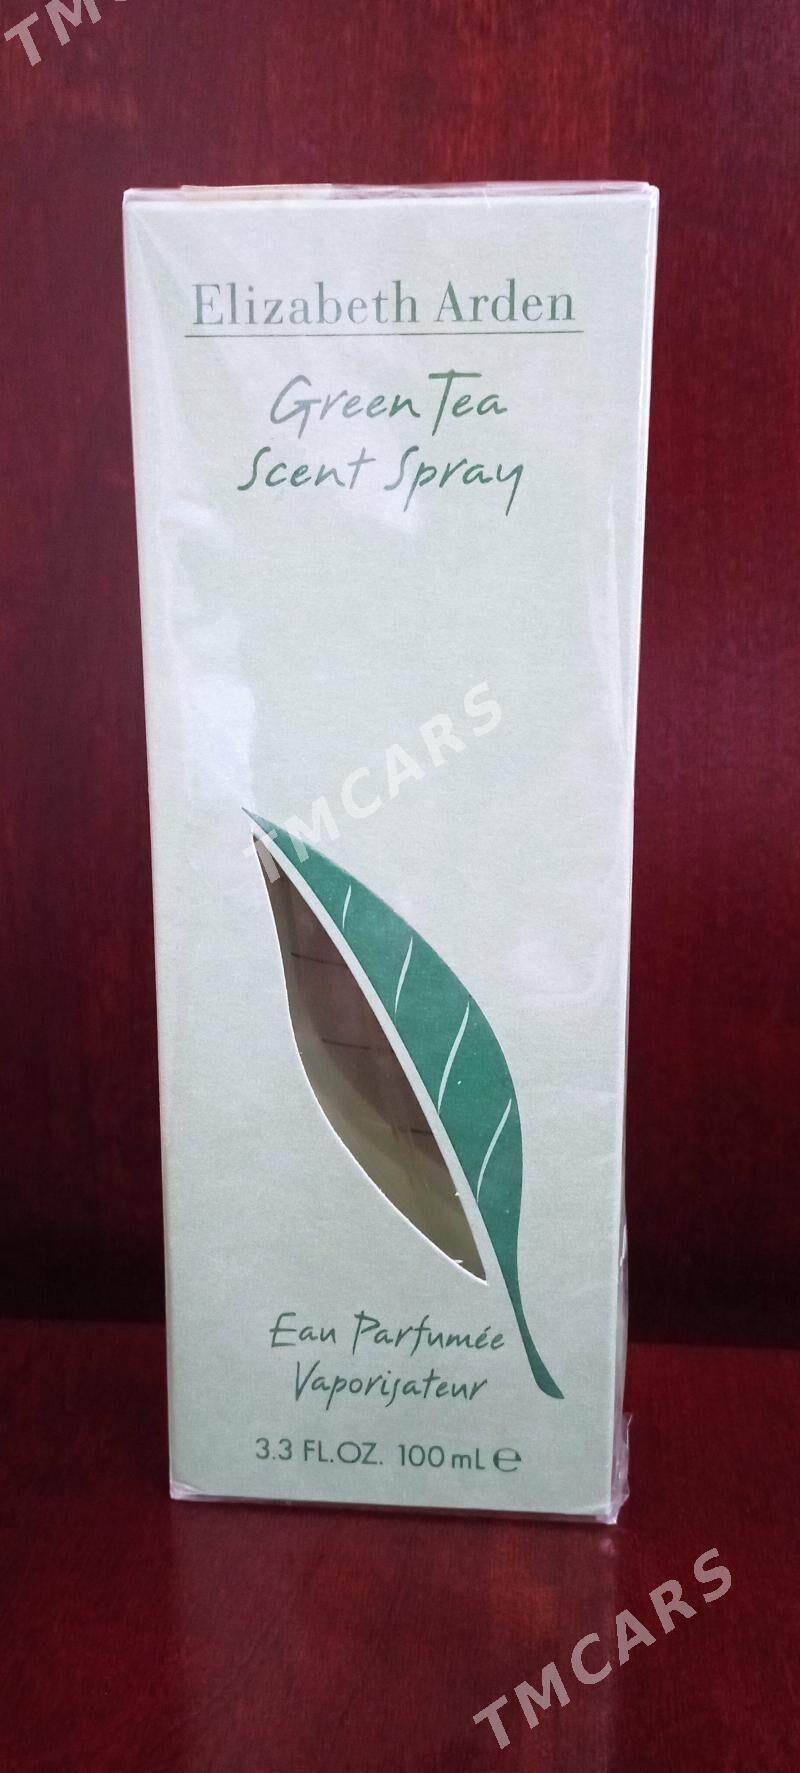 Elizabeth Arden
Green Tea
Scent Spray
TMCARS
Eau Parfumée
Vaporisateur
3.3 FL.OZ. 100 mL e
TMCARS